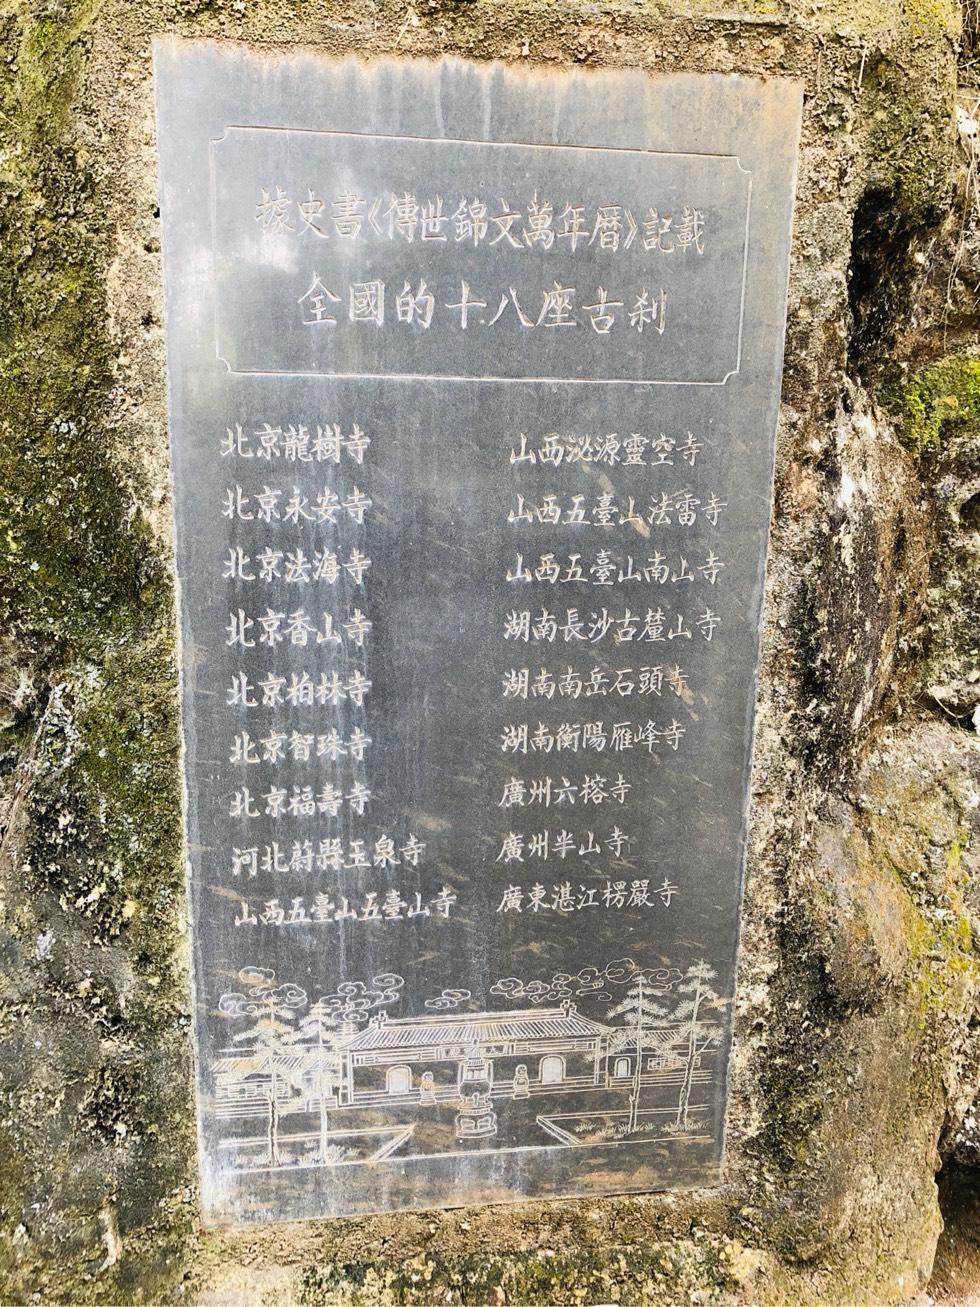 據史書《傳世錦文萬年曆》記載
全國的十八座古刹
北京龍樹寺
北京永安寺
北京法海寺
北京香山寺
北京柏林寺
北京智珠寺
北京福壽寺
河北蔚縣玉泉寺
山西五臺山五臺山寺
山西泌源靈空寺
山西五臺山法雷寺
山西五臺山南山寺
湖南長沙古麓山寺
湖南南岳石頭寺
湖南衡陽雁峰寺
廣州六榕寺
廣州半山寺
廣東湛江楞嚴寺